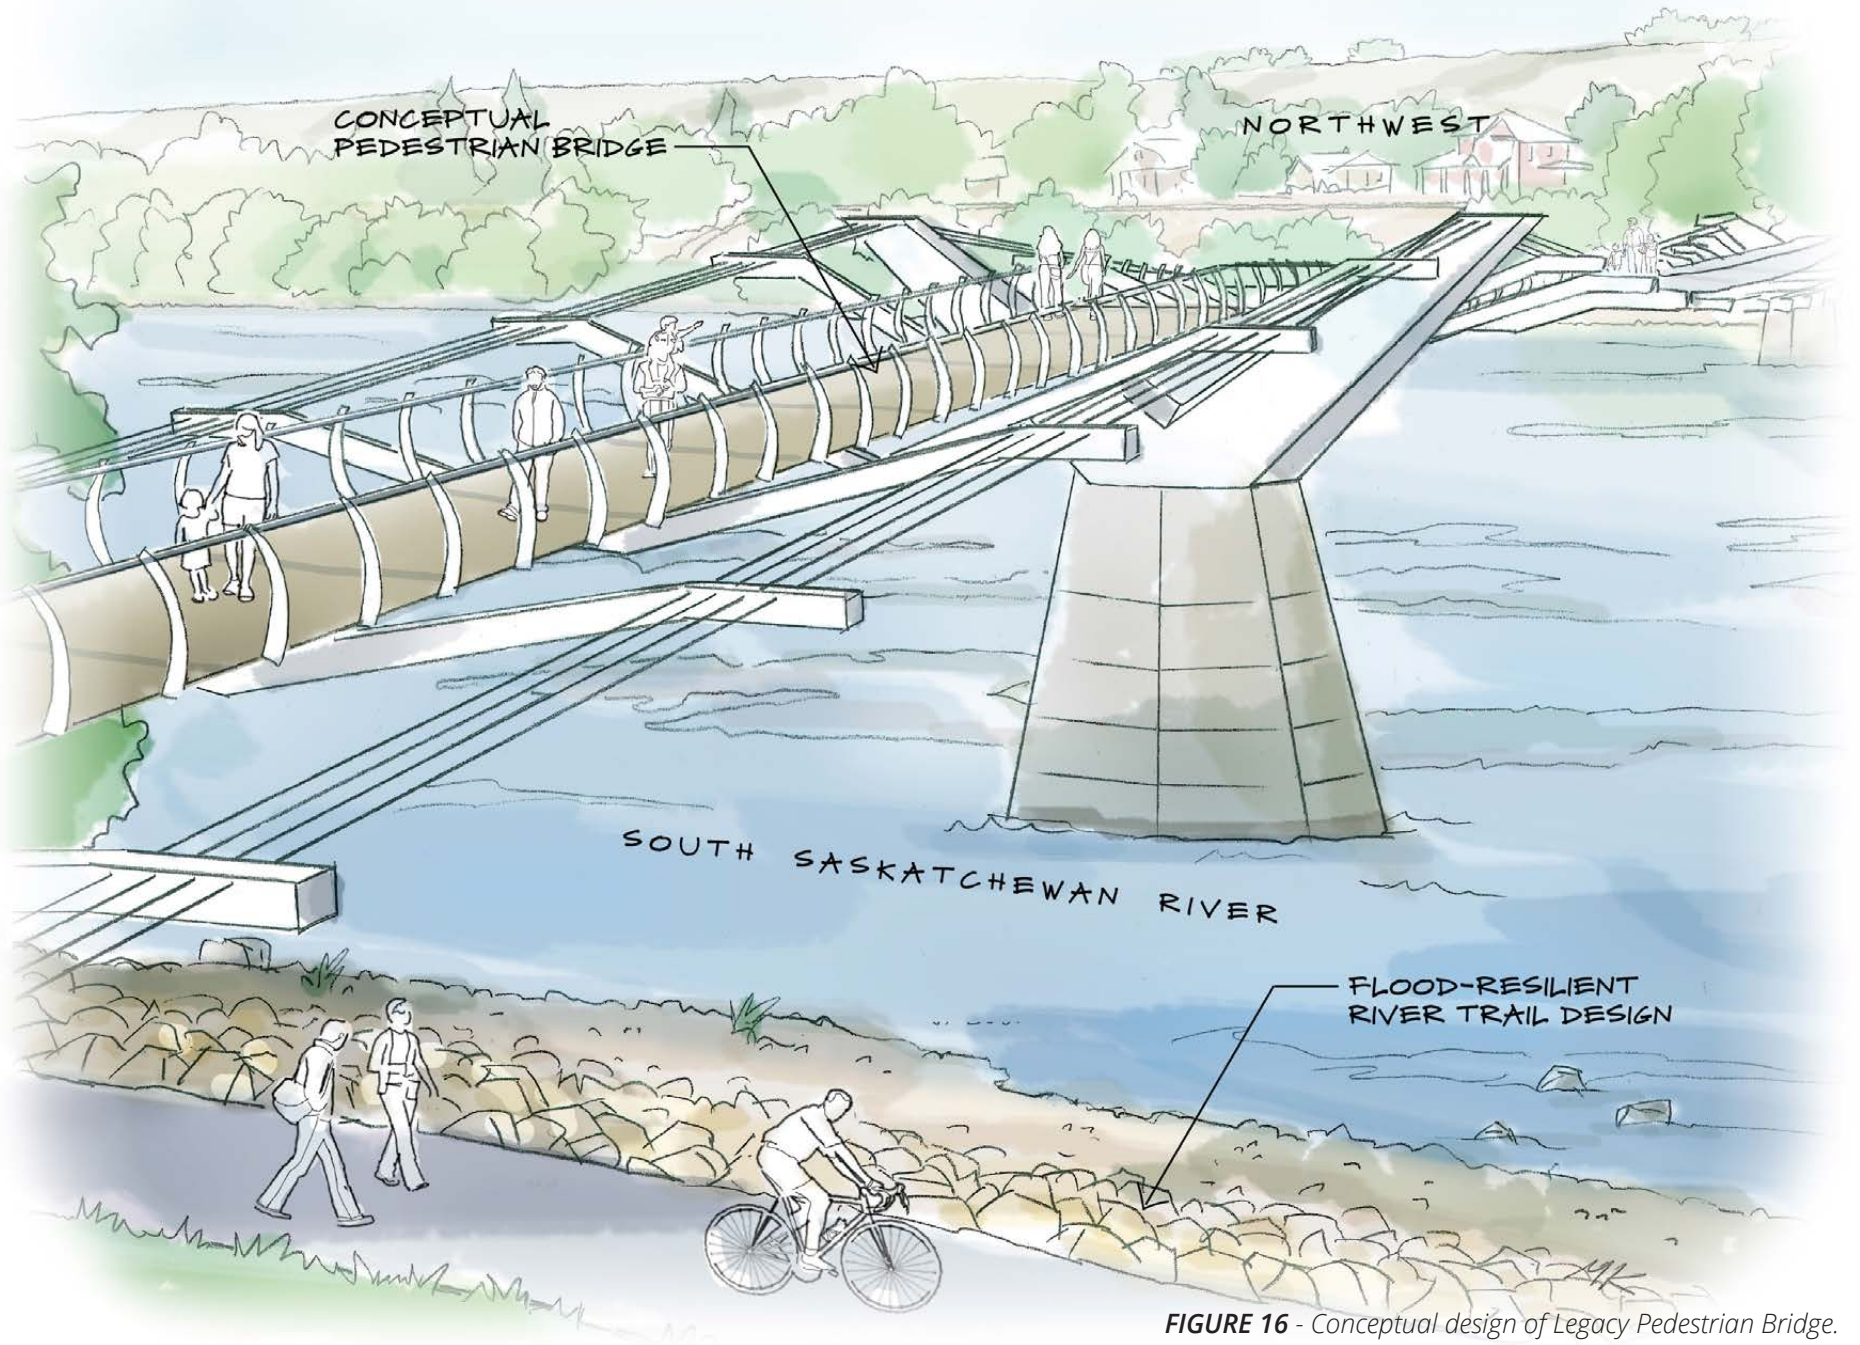 CONCEPTUAL
PEDESTRIAN BRIDGE
NORTHWEST
SOUTH SASKATCHEWAN RIVER
FLOOD-RESILIENT
RIVER TRAIL DESIGN
FIGURE 16 - Conceptual design of Legacy Pedestrian Bridge.